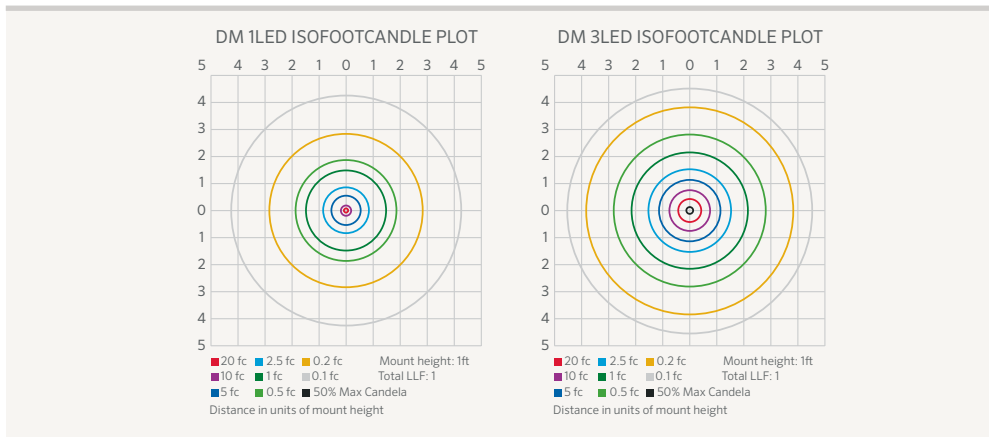 DM 1LED ISOFOOTCANDLE PLOT
5 4 3 2 1 0 1 2 3 4 5
4
3
2
1
0
1
2
3
4
5
20 fc 2.5 fc 0.2 fc Mount height: 1ft
10 fc 1 fc 0.1 fc Total LLF: 1
5 fc 0.5 fc 50% Max Candela
Distance in units of mount height
DM 3LED ISOFOOTCANDLE PLOT
5 4 3 2 1 0 1 2 3 4 5
4
3
2
1
0
1
2
3
4
5
20 fc 2.5 fc 0.2 fc Mount height: 1ft
10 fc 1 fc 0.1 fc Total LLF: 1
5 fc 0.5 fc 50% Max Candela
Distance in units of mount height